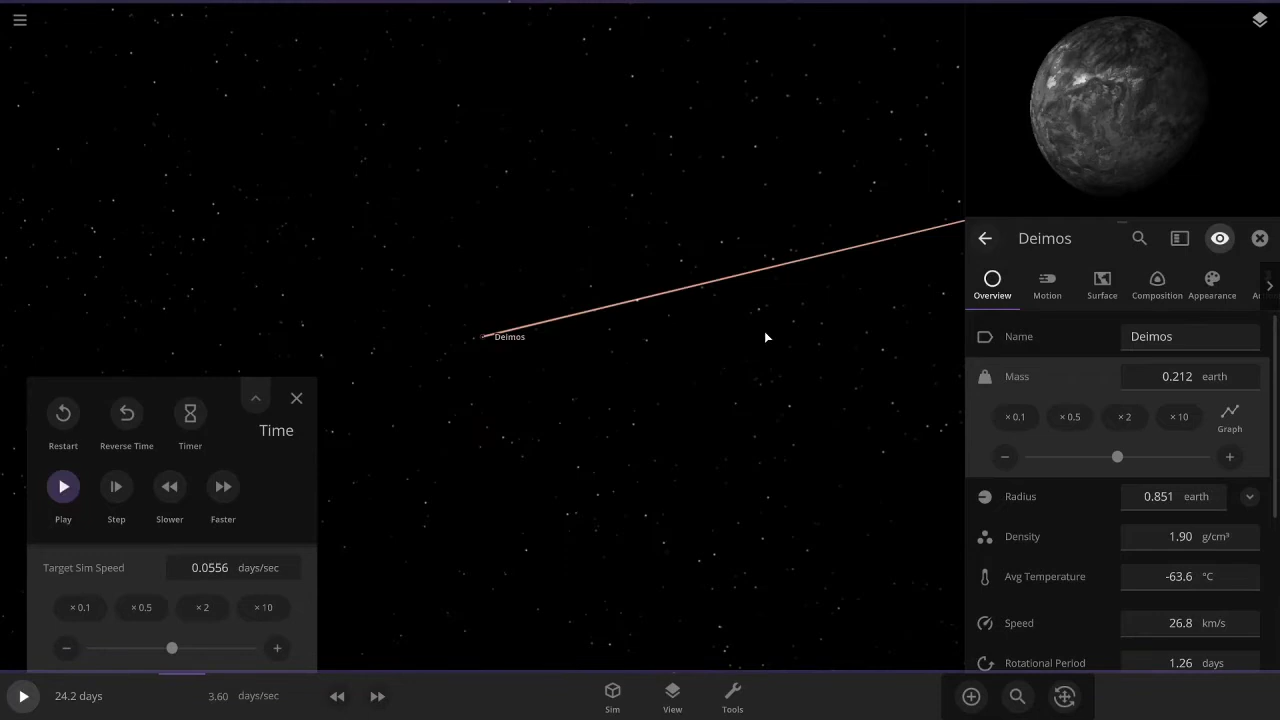 Deimos
Deimos
Overview
Motion
Surface
Composition
Appearance
Name
Deimos
Mass
0.212 earth
× 0.1
× 0.5
× 2
× 10
Graph
Radius
0.851 earth
Density
1.90 g/cm³
Avg Temperature
-63.6 °C
Speed
26.8 km/s
Rotational Period
1.26 days
Time
Restart
Reverse Time
Timer
Play
Step
Slower
Faster
Target Sim Speed
0.0556 days/sec
× 0.1
× 0.5
× 2
× 10
24.2 days
3.60 days/sec
Sim
View
Tools